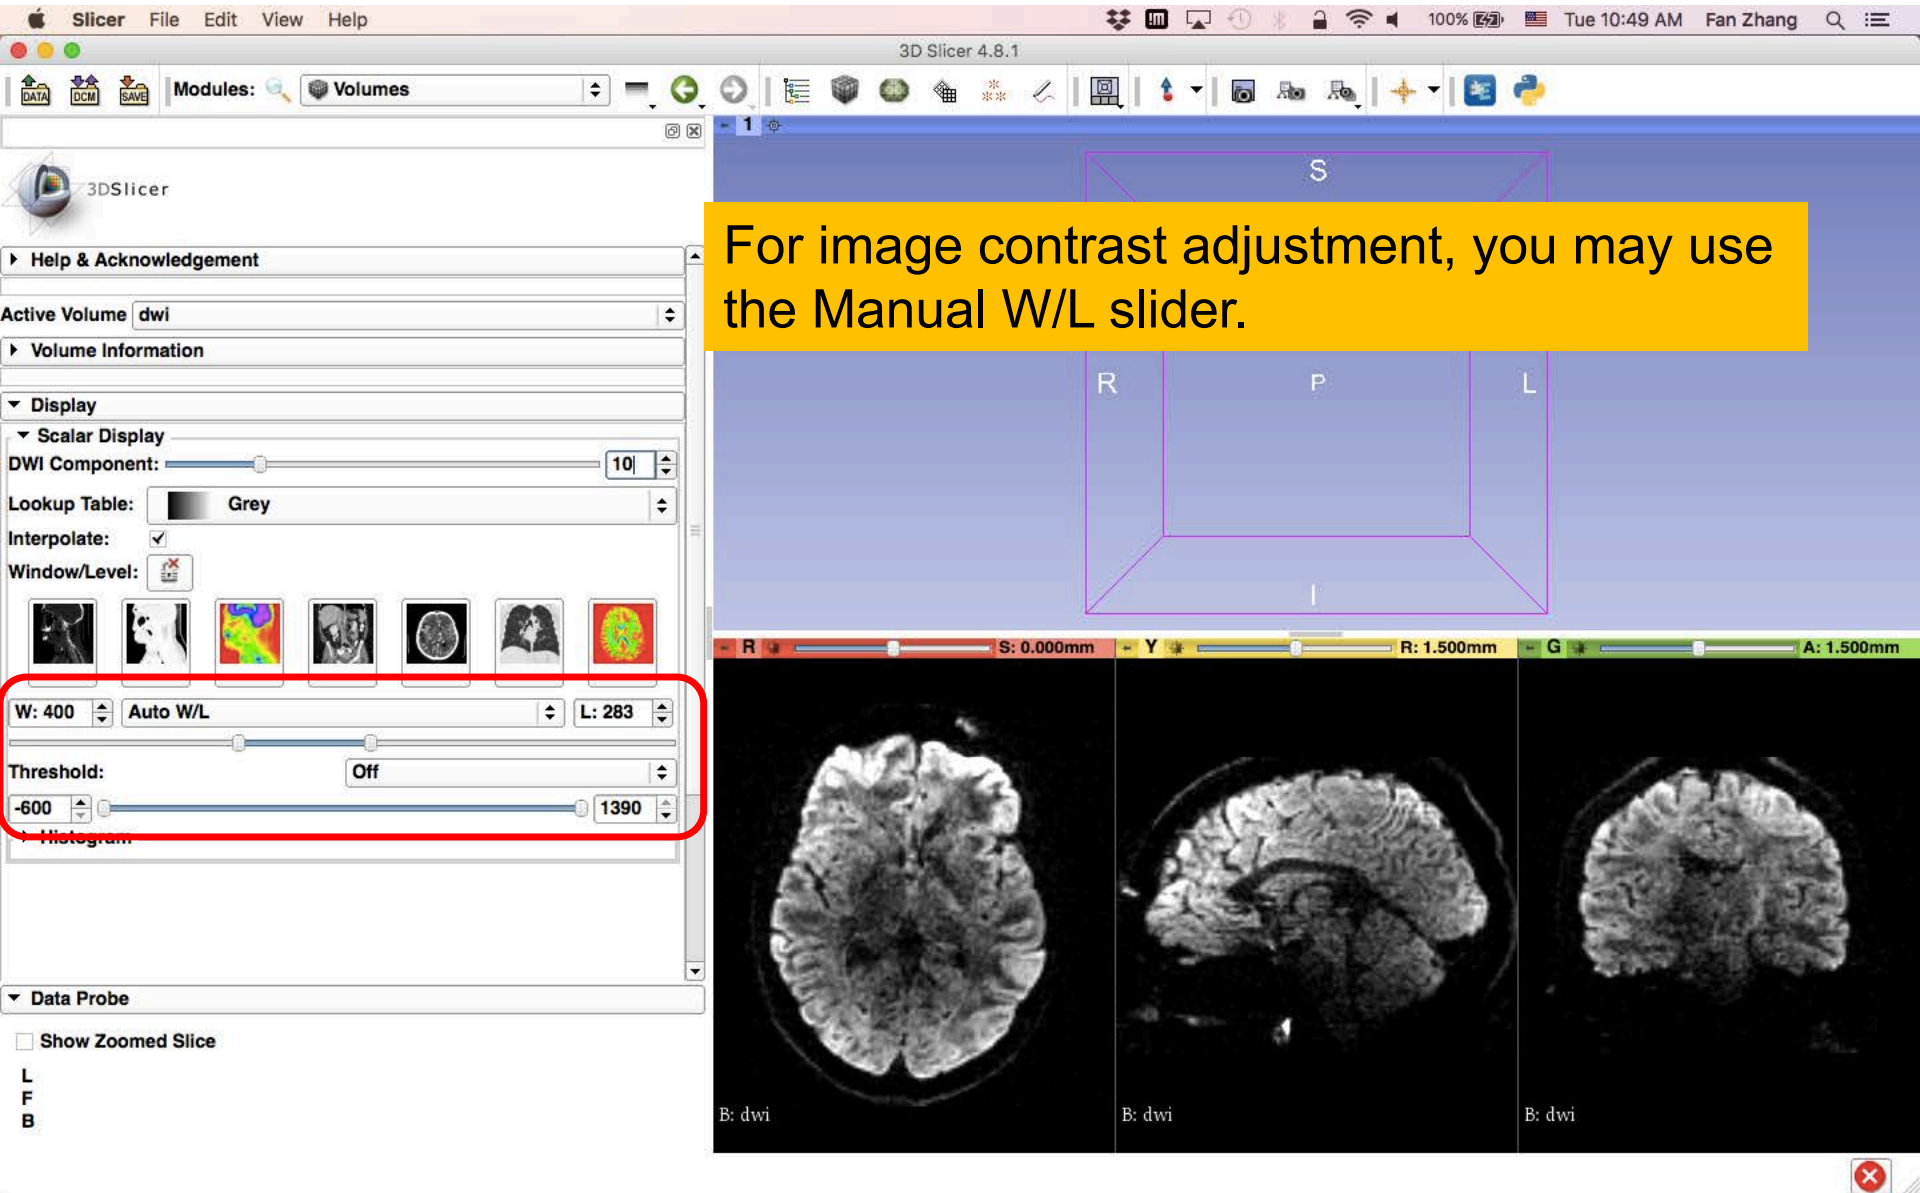 Slicer File Edit View Help 100% Tue 10:49 AM Fan Zhang
3D Slicer 4.8.1
DATA DCM SAVE Modules: Volumes
1
3DSlicer
S
For image contrast adjustment, you may use
the Manual W/L slider.
R P L
I
Help & Acknowledgement
Active Volume dwi
Volume Information
Display
Scalar Display
DWI Component: 10
Lookup Table: Grey
Interpolate:
Window/Level:
W: 400 Auto W/L L: 283
Threshold: Off
-600 1390
Histogram
Data Probe
Show Zoomed Slice
L
F
B
R S: 0.000mm Y R: 1.500mm G A: 1.500mm
B: dwi B: dwi B: dwi